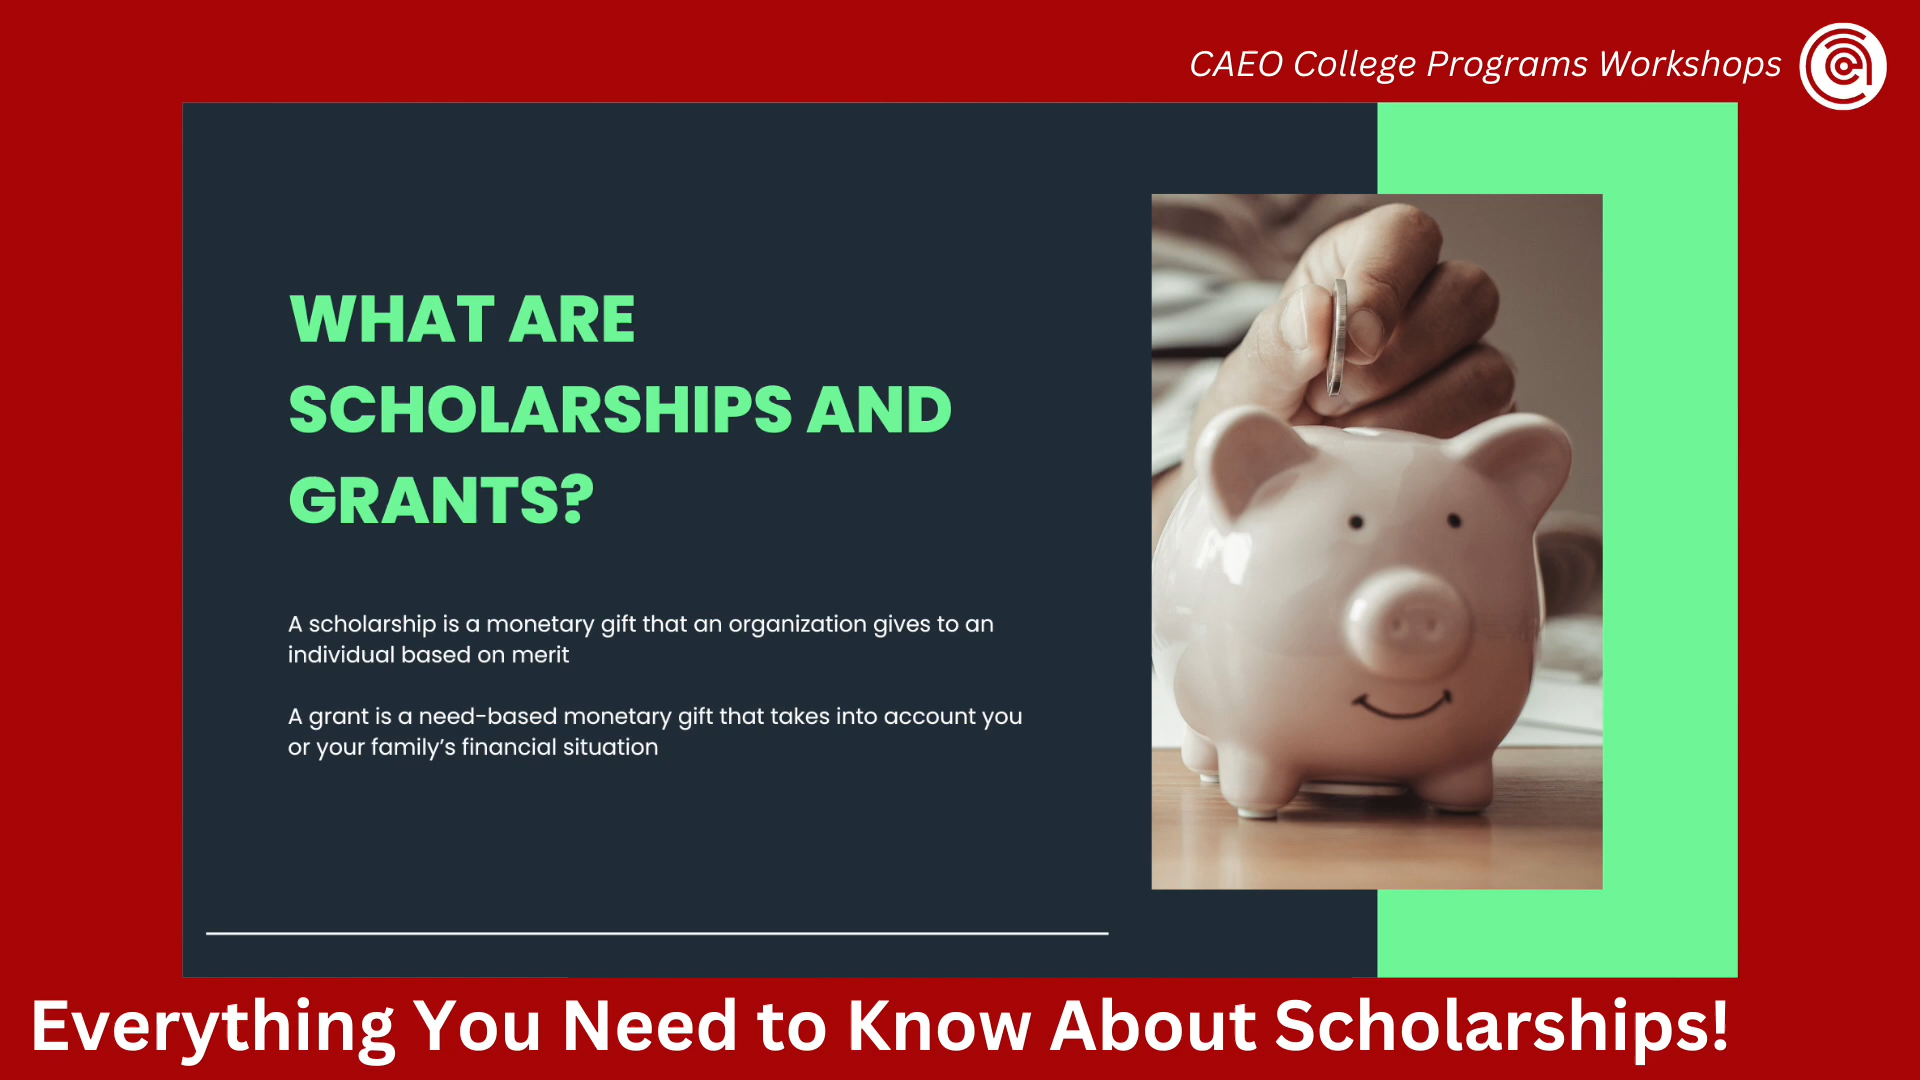 CAEO College Programs Workshops
WHAT ARE
SCHOLARSHIPS AND
GRANTS?
A scholarship is a monetary gift that an organization gives to an
individual based on merit
A grant is a need-based monetary gift that takes into account you
or your family’s financial situation
Everything You Need to Know About Scholarships!